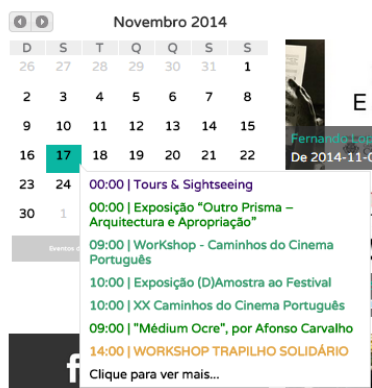 Novembro 2014
D S T Q Q S S
26 27 28 29 30 31 1
2 3 4 5 6 7 8
9 10 11 12 13 14 15
16 17 18 19 20 21 22
23 24
30 1
00:00 | Tours & Sightseeing
00:00 | Exposição “Outro Prisma –
Arquitectura e Apropriação”
09:00 | WorKshop - Caminhos do Cinema
Português
10:00 | Exposição (D)Amostra ao Festival
10:00 | XX Caminhos do Cinema Português
09:00 | "Médium Ocre", por Afonso Carvalho
14:00 | WORKSHOP TRAPILHO SOLIDÁRIO
Clique para ver mais...
Eventos
E
Fernando Lop
De 2014-11-0
f